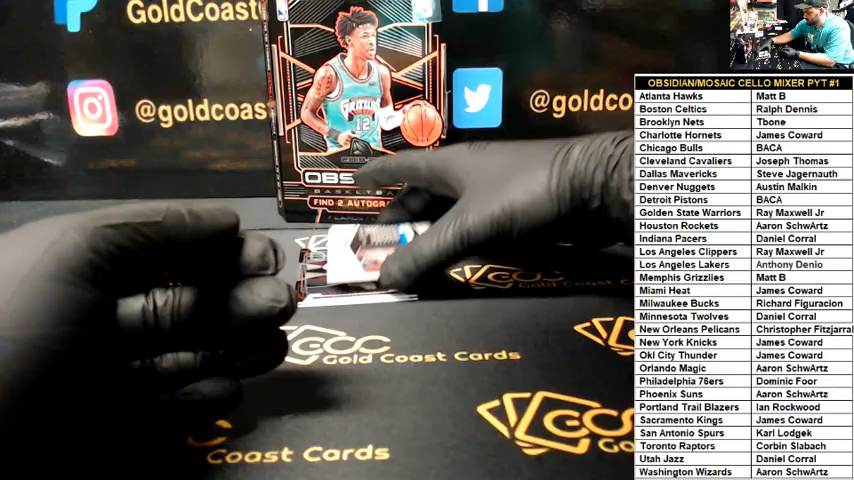 GoldCoast
@goldcoas
@goldcoas
GRIZZLIES
12
OBS
BASKETBA
FIND 2 AUTOGRA
GCC
Gold Coast Cards
GCC
Go
Coast Cards
OBSIDIAN/MOSAIC CELLO MIXER PYT #1
Atlanta Hawks Matt B
Boston Celtics Ralph Dennis
Brooklyn Nets Tbone
Charlotte Hornets James Coward
Chicago Bulls BACA
Cleveland Cavaliers Joseph Thomas
Dallas Mavericks Steve Jagernauth
Denver Nuggets Austin Malkin
Detroit Pistons BACA
Golden State Warriors Ray Maxwell Jr
Houston Rockets Aaron SchwArtz
Indiana Pacers Daniel Corral
Los Angeles Clippers Ray Maxwell Jr
Los Angeles Lakers Anthony Denio
Memphis Grizzlies Matt B
Miami Heat James Coward
Milwaukee Bucks Richard Figuracion
Minnesota Twolves Daniel Corral
New Orleans Pelicans Christopher Fitzjarral
New York Knicks James Coward
Okl City Thunder James Coward
Orlando Magic Aaron SchwArtz
Philadelphia 76ers Dominic Foor
Phoenix Suns Aaron SchwArtz
Portland Trail Blazers Ian Rockwood
Sacramento Kings James Coward
San Antonio Spurs Karl Lodgek
Toronto Raptors Corbin Slabach
Utah Jazz Daniel Corral
Washington Wizards Aaron SchwArtz